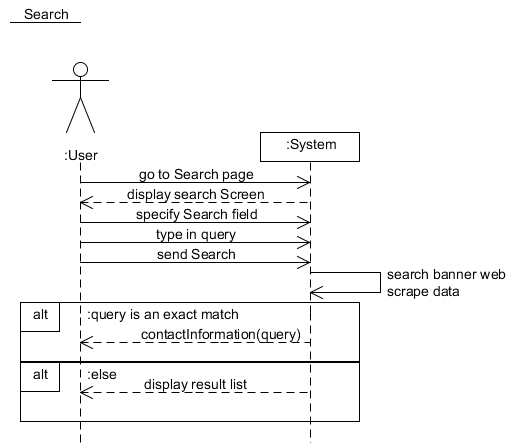 Search
:User
:System
go to Search page
display search Screen
specify Search field
type in query
send Search
search banner web
scrape data
alt
:query is an exact match
contactInformation(query)
alt
:else
display result list